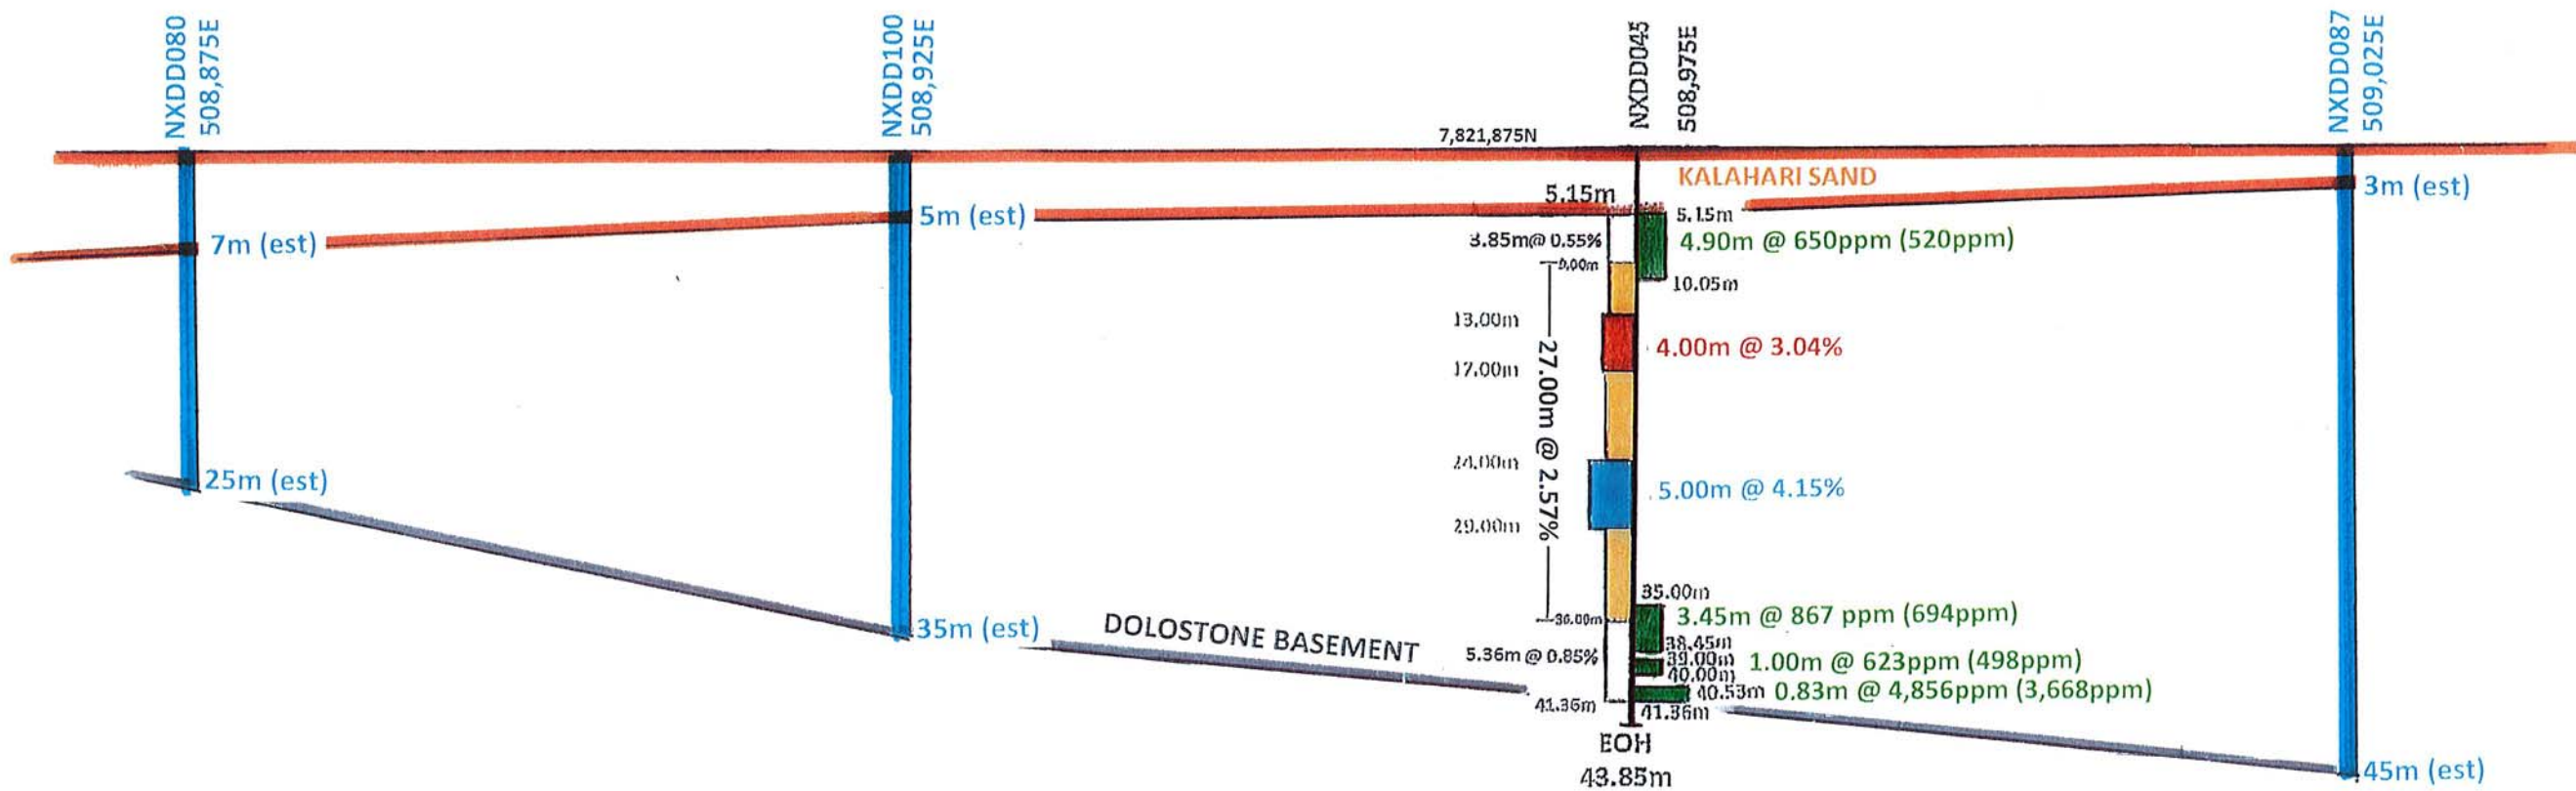 NXDD080
508,875E
NXDD100
508,925E
NXDD045
508,975E
NXDD087
509,025E
7,821,875N
KALAHARI SAND
7m (est)
5m (est)
5.15m
5.15m
3m (est)
3.85m@ 0.55%
4.90m @ 650ppm (520ppm)
9.00m
10.05m
13.00m
4.00m @ 3.04%
17.00m
27.00m @ 2.57%
24.00m
5.00m @ 4.15%
29.00m
25m (est)
35m (est)
DOLOSTONE BASEMENT
35.00m
3.45m @ 867 ppm (694ppm)
36.00m
38.45m
5.36m @ 0.85%
39.00m
1.00m @ 623ppm (498ppm)
40.00m
40.53m
0.83m @ 4,856ppm (3,668ppm)
41.36m
41.36m
EOH
43.85m
45m (est)